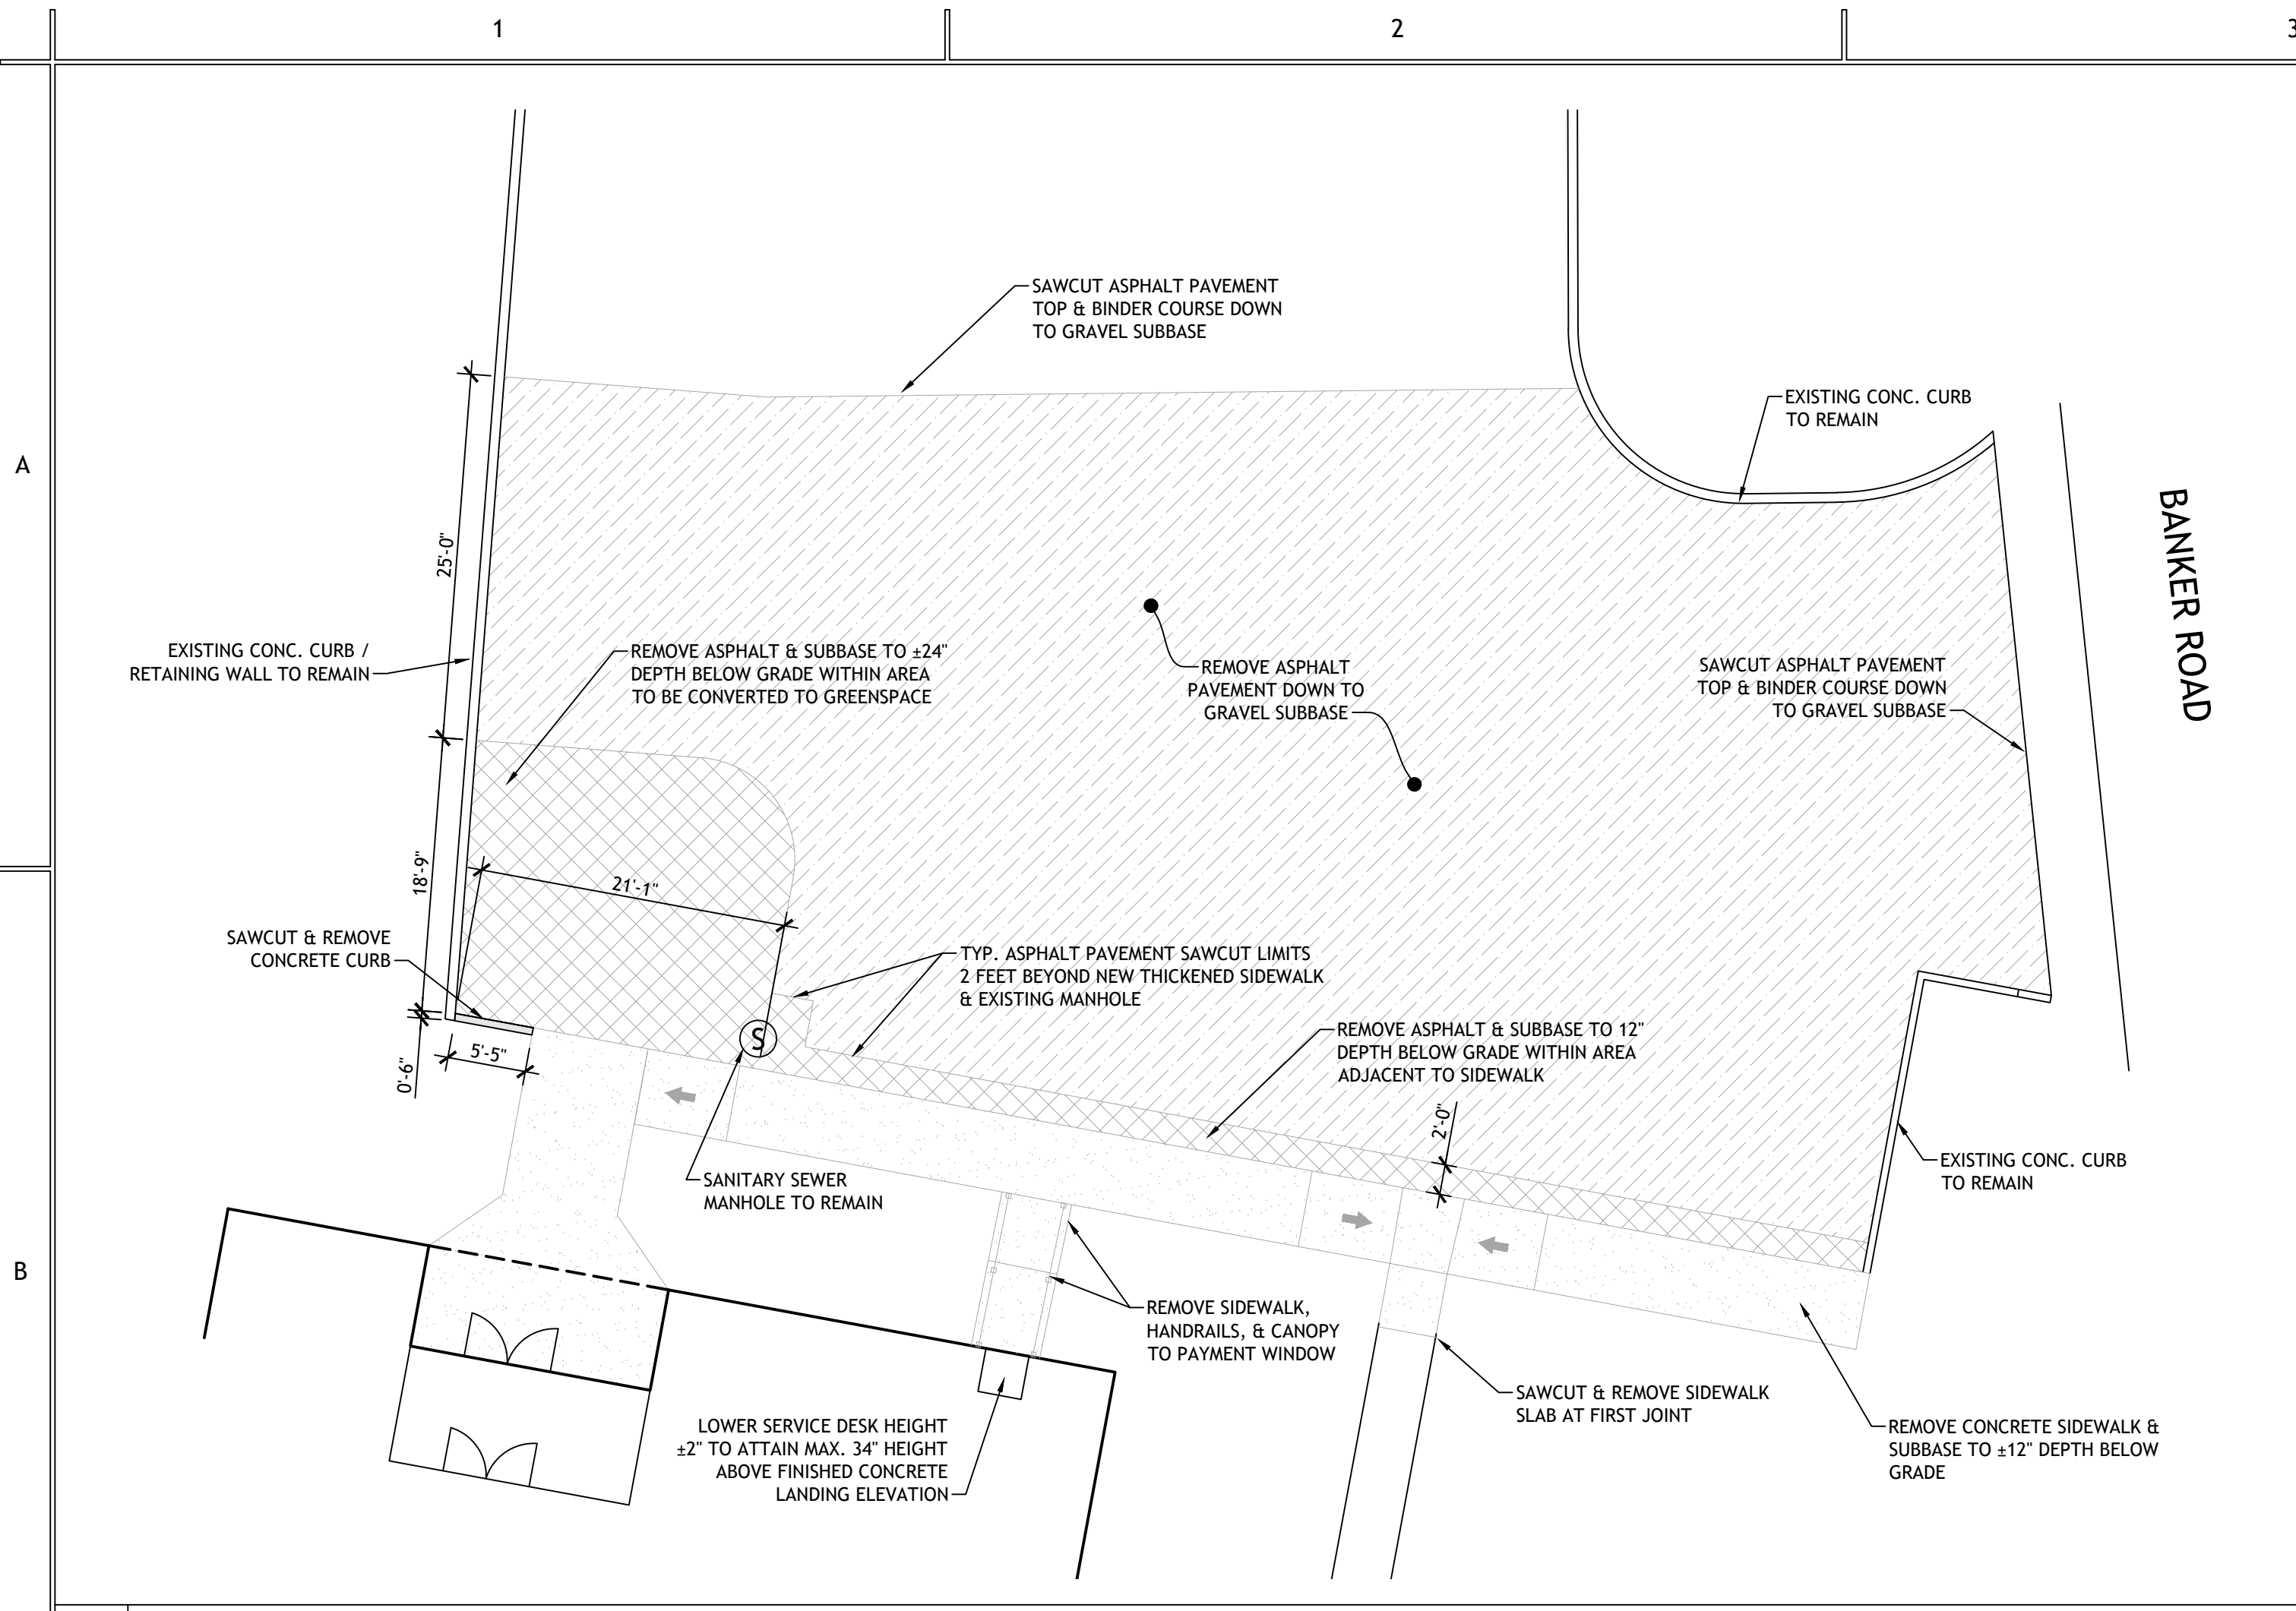 1
2
3
SAWCUT ASPHALT PAVEMENT
TOP & BINDER COURSE DOWN
TO GRAVEL SUBBASE
EXISTING CONC. CURB
TO REMAIN
A
BANKER ROAD
25'-0"
EXISTING CONC. CURB /
RETAINING WALL TO REMAIN
REMOVE ASPHALT & SUBBASE TO ±24"
DEPTH BELOW GRADE WITHIN AREA
TO BE CONVERTED TO GREENSPACE
REMOVE ASPHALT
PAVEMENT DOWN TO
GRAVEL SUBBASE
SAWCUT ASPHALT PAVEMENT
TOP & BINDER COURSE DOWN
TO GRAVEL SUBBASE
18'-9"
21'-1"
SAWCUT & REMOVE
CONCRETE CURB
TYP. ASPHALT PAVEMENT SAWCUT LIMITS
2 FEET BEYOND NEW THICKENED SIDEWALK
& EXISTING MANHOLE
S
5'-5"
0'-6"
REMOVE ASPHALT & SUBBASE TO 12"
DEPTH BELOW GRADE WITHIN AREA
ADJACENT TO SIDEWALK
2'-0"
SANITARY SEWER
MANHOLE TO REMAIN
EXISTING CONC. CURB
TO REMAIN
B
REMOVE SIDEWALK,
HANDRAILS, & CANOPY
TO PAYMENT WINDOW
SAWCUT & REMOVE SIDEWALK
SLAB AT FIRST JOINT
LOWER SERVICE DESK HEIGHT
±2" TO ATTAIN MAX. 34" HEIGHT
ABOVE FINISHED CONCRETE
LANDING ELEVATION
REMOVE CONCRETE SIDEWALK &
SUBBASE TO ±12" DEPTH BELOW
GRADE